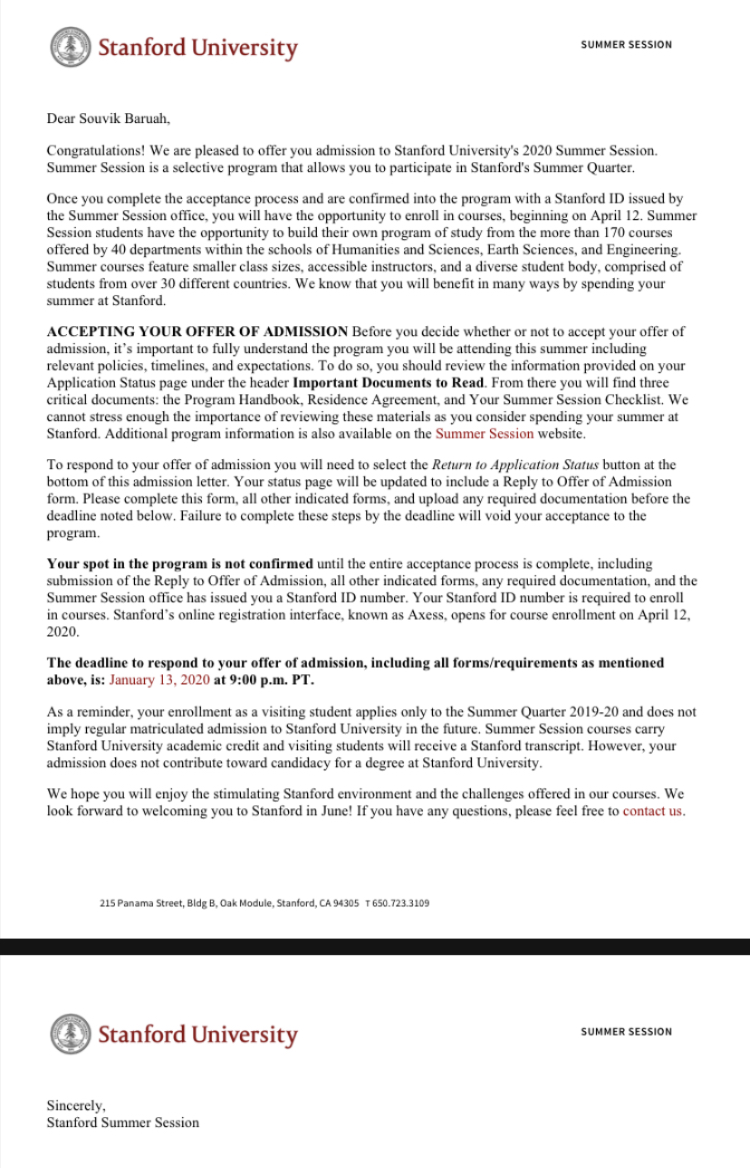 Stanford University
SUMMER SESSION
Dear Souvik Baruah,
Congratulations! We are pleased to offer you admission to Stanford University's 2020 Summer Session.
Summer Session is a selective program that allows you to participate in Stanford's Summer Quarter.
Once you complete the acceptance process and are confirmed into the program with a Stanford ID issued by
the Summer Session office, you will have the opportunity to enroll in courses, beginning on April 12. Summer
Session students have the opportunity to build their own program of study from the more than 170 courses
offered by 40 departments within the schools of Humanities and Sciences, Earth Sciences, and Engineering.
Summer courses feature smaller class sizes, accessible instructors, and a diverse student body, comprised of
students from over 30 different countries. We know that you will benefit in many ways by spending your
summer at Stanford.
ACCEPTING YOUR OFFER OF ADMISSION Before you decide whether or not to accept your offer of
admission, it’s important to fully understand the program you will be attending this summer including
relevant policies, timelines, and expectations. To do so, you should review the information provided on your
Application Status page under the header Important Documents to Read. From there you will find three
critical documents: the Program Handbook, Residence Agreement, and Your Summer Session Checklist. We
cannot stress enough the importance of reviewing these materials as you consider spending your summer at
Stanford. Additional program information is also available on the Summer Session website.
To respond to your offer of admission you will need to select the Return to Application Status button at the
bottom of this admission letter. Your status page will be updated to include a Reply to Offer of Admission
form. Please complete this form, all other indicated forms, and upload any required documentation before the
deadline noted below. Failure to complete these steps by the deadline will void your acceptance to the
program.
Your spot in the program is not confirmed until the entire acceptance process is complete, including
submission of the Reply to Offer of Admission, all other indicated forms, any required documentation, and the
Summer Session office has issued you a Stanford ID number. Your Stanford ID number is required to enroll
in courses. Stanford’s online registration interface, known as Axess, opens for course enrollment on April 12,
2020.
The deadline to respond to your offer of admission, including all forms/requirements as mentioned
above, is: January 13, 2020 at 9:00 p.m. PT.
As a reminder, your enrollment as a visiting student applies only to the Summer Quarter 2019-20 and does not
imply regular matriculated admission to Stanford University in the future. Summer Session courses carry
Stanford University academic credit and visiting students will receive a Stanford transcript. However, your
admission does not contribute toward candidacy for a degree at Stanford University.
We hope you will enjoy the stimulating Stanford environment and the challenges offered in our courses. We
look forward to welcoming you to Stanford in June! If you have any questions, please feel free to contact us.
215 Panama Street, Bldg B, Oak Module, Stanford, CA 94305 T 650.723.3109
Stanford University
SUMMER SESSION
Sincerely,
Stanford Summer Session